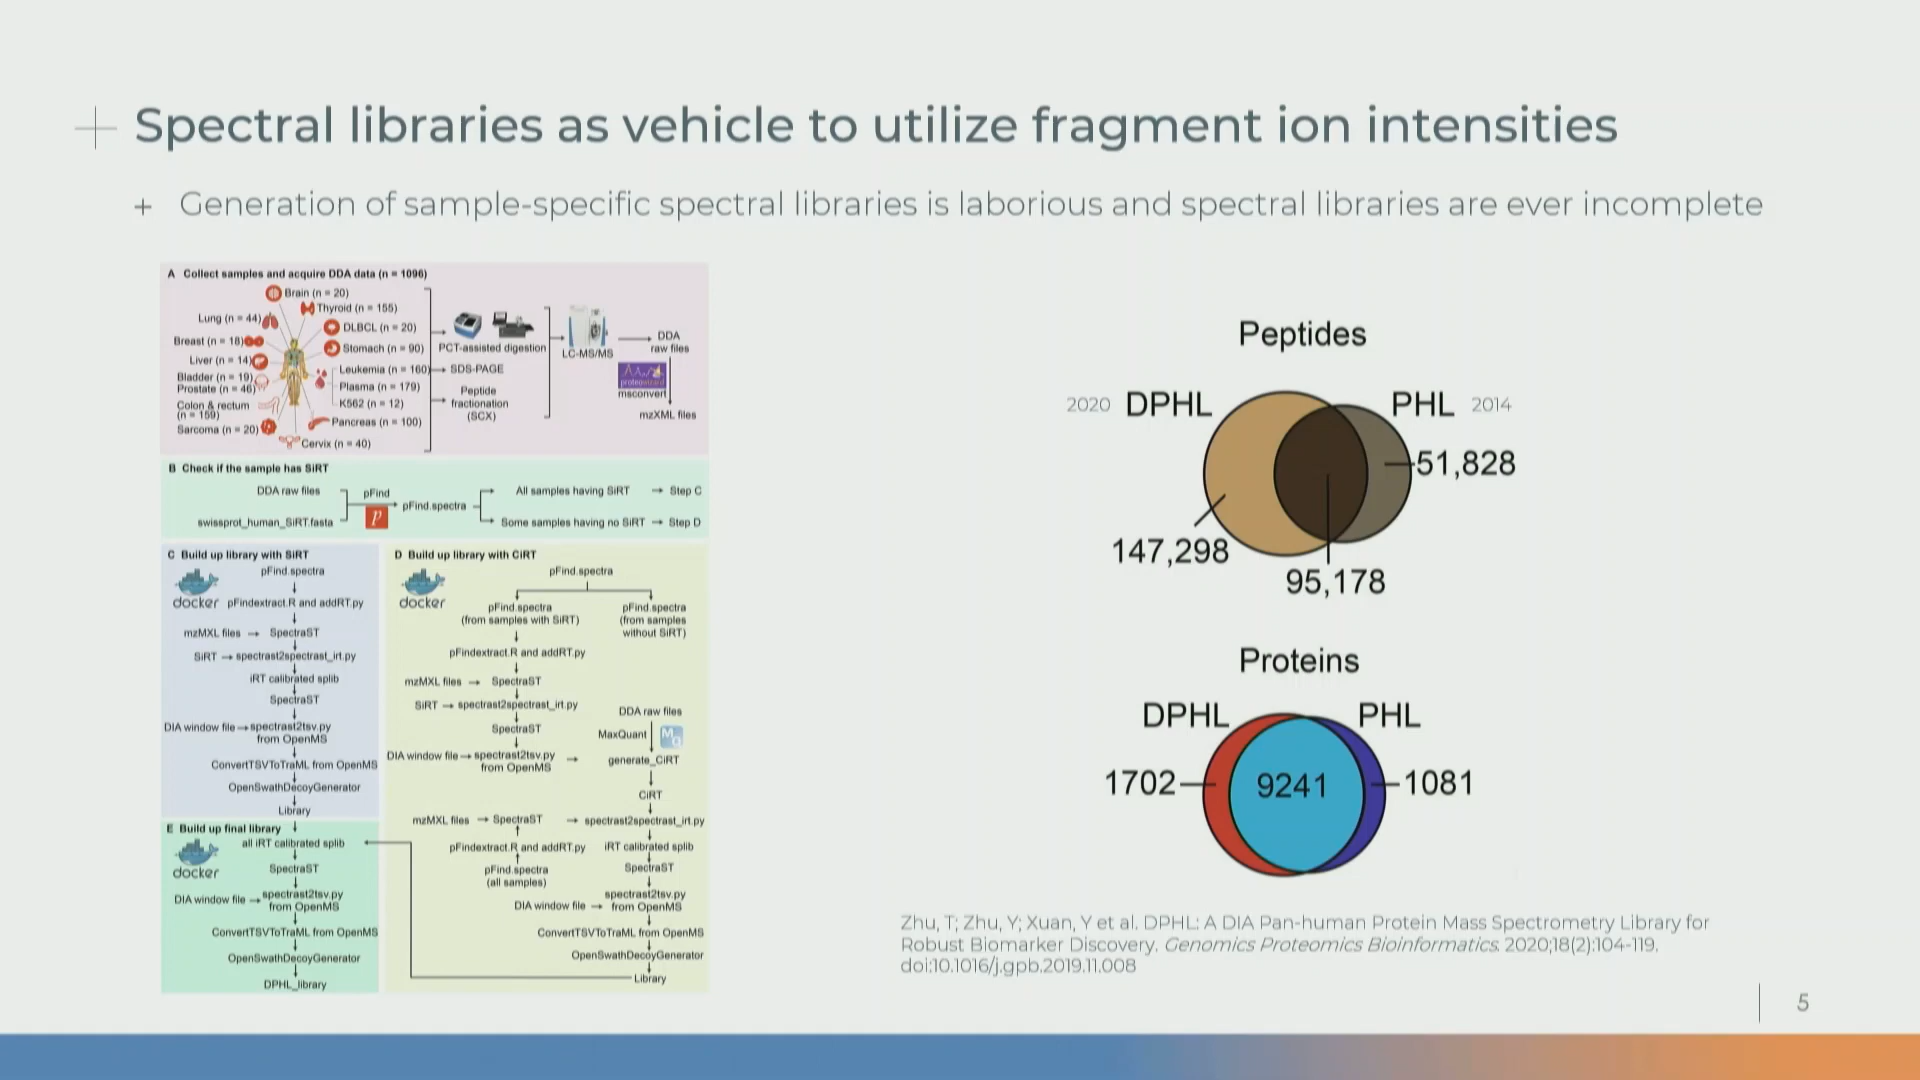 Spectral libraries as vehicle to utilize fragment ion intensities
+ Generation of sample-specific spectral libraries is laborious and spectral libraries are ever incomplete
A Collect samples and acquire DDA data (n = 1096)
Brain (n = 20)
Thyroid (n = 155)
Lung (n = 44)
DLBCL (n = 20)
Breast (n = 18)
Stomach (n = 90)
Liver (n = 14)
Leukemia (n = 160)
Bladder (n = 19)
Plasma (n = 179)
Prostate (n = 46)
K562 (n = 12)
Colon & rectum
(n = 159)
Pancreas (n = 100)
Sarcoma (n = 20)
Cervix (n = 40)
PCT-assisted digestion
SDS-PAGE
Peptide
fractionation
(SCX)
LC-MS/MS
DDA
raw files
proteowizard
msconvert
mzXML files
B Check if the sample has SiRT
DDA raw files
swissprot_human_SiRT.fasta
pFind
p
pFind.spectra
All samples having SiRT
Step C
Some samples having no SiRT
Step D
C Build up library with SiRT
docker
pFind.spectra
pFindextract.R and addRT.py
mzMXL files
SpectraST
SiRT
spectrast2spectrast_irt.py
iRT calibrated splib
SpectraST
DIA window file
spectrast2tsv.py
from OpenMS
ConvertTSVToTraML from OpenMS
OpenSwathDecoyGenerator
Library
D Build up library with CiRT
docker
pFind.spectra
pFind.spectra
(from samples with SiRT)
pFind.spectra
(from samples
without SiRT)
pFindextract.R and addRT.py
mzMXL files
SpectraST
SiRT
spectrast2spectrast_irt.py
SpectraST
DIA window file
spectrast2tsv.py
from OpenMS
DDA raw files
MaxQuant
MQ
generate_CiRT
CiRT
mzMXL files
SpectraST
spectrast2spectrast_irt.py
pFindextract.R and addRT.py
iRT calibrated splib
pFind.spectra
(all samples)
SpectraST
DIA window file
spectrast2tsv.py
from OpenMS
ConvertTSVToTraML from OpenMS
OpenSwathDecoyGenerator
Library
E Build up final library
docker
all iRT calibrated splib
SpectraST
DIA window file
spectrast2tsv.py
from OpenMS
ConvertTSVToTraML from OpenMS
OpenSwathDecoyGenerator
DPHL_library
Peptides
2020 DPHL
PHL 2014
51,828
147,298
95,178
Proteins
DPHL
PHL
1702
9241
1081
Zhu, T; Zhu, Y; Xuan, Y et al. DPHL: A DIA Pan-human Protein Mass Spectrometry Library for
Robust Biomarker Discovery. Genomics Proteomics Bioinformatics. 2020;18(2):104-119.
doi:10.1016/j.gpb.2019.11.008
5